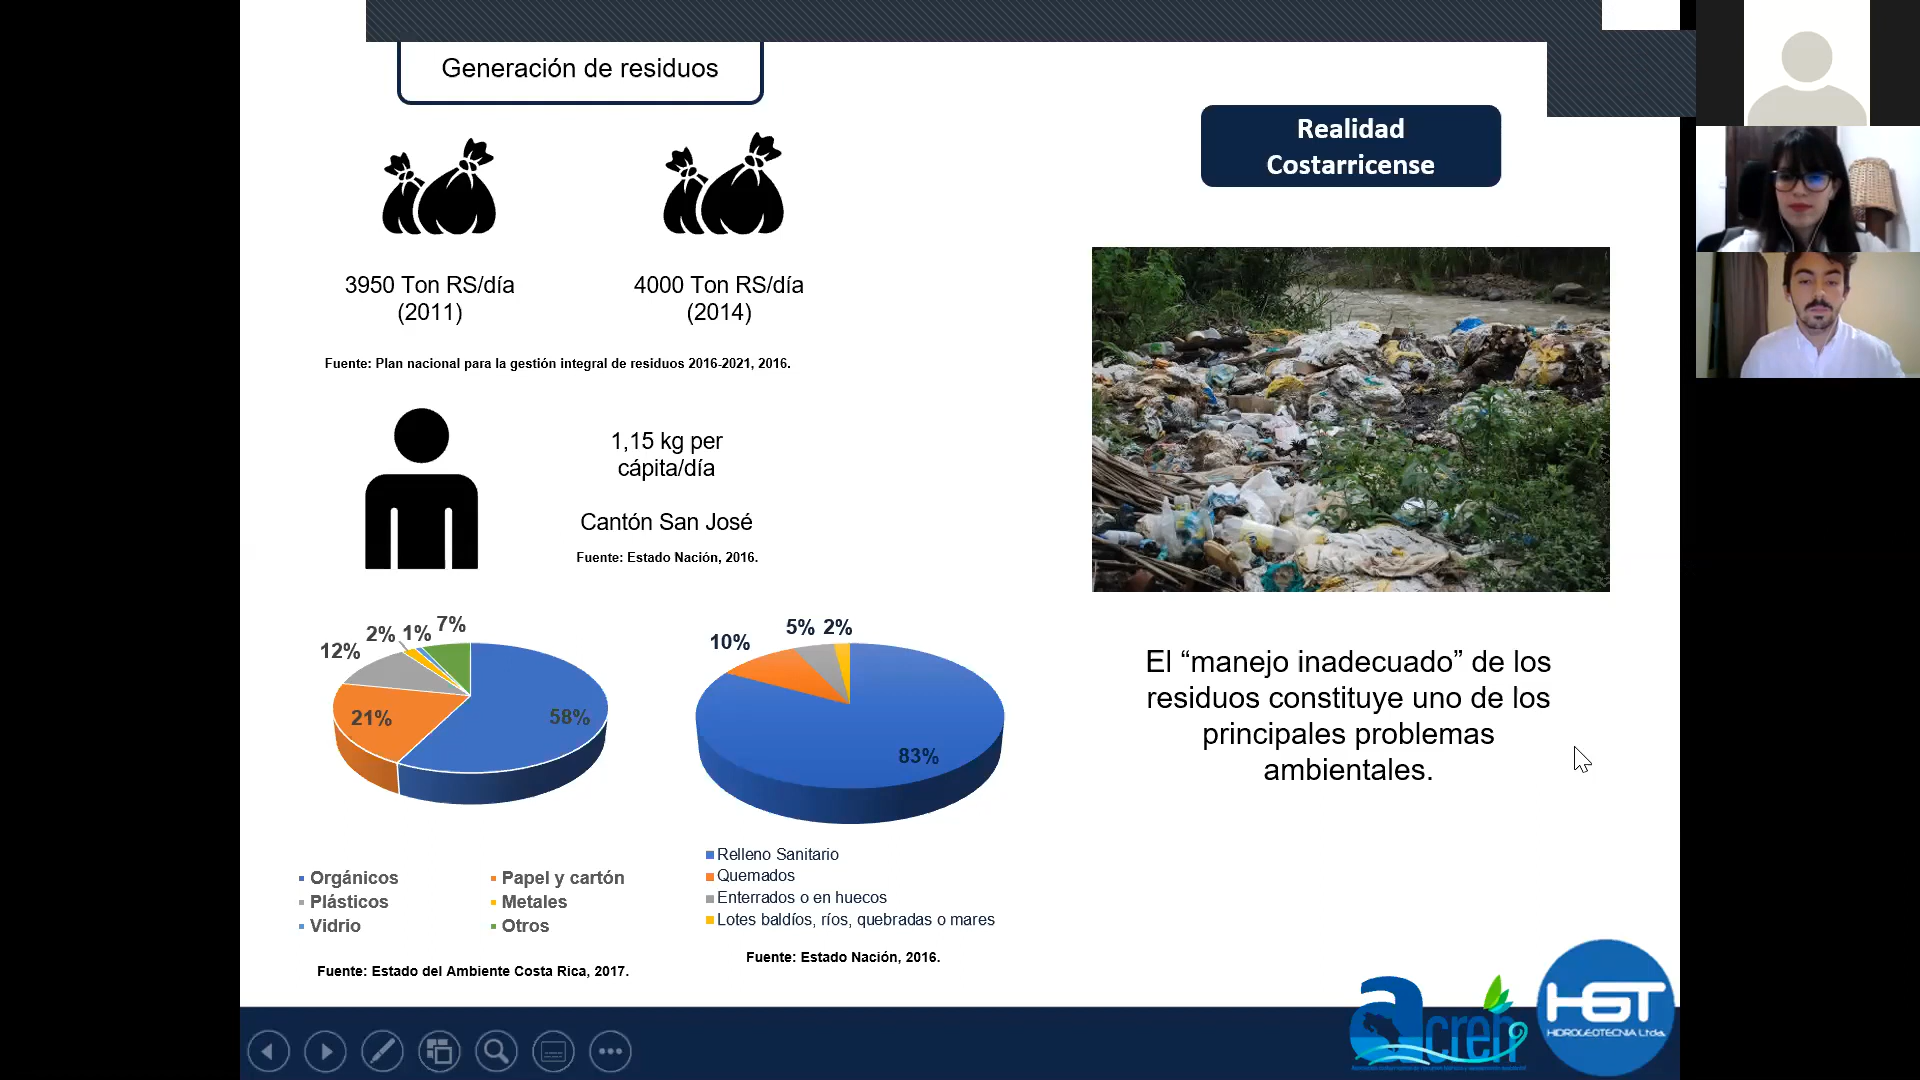 Generación de residuos
Realidad
Costarricense
3950 Ton RS/día
(2011)
4000 Ton RS/día
(2014)
Fuente: Plan nacional para la gestión integral de residuos 2016-2021, 2016.
1,15 kg per
cápita/día
Cantón San José
Fuente: Estado Nación, 2016.
12%
2%
1%
7%
21%
58%
Orgánicos
Papel y cartón
Plásticos
Metales
Vidrio
Otros
Fuente: Estado del Ambiente Costa Rica, 2017.
10%
5%
2%
83%
Relleno Sanitario
Quemados
Enterrados o en huecos
Lotes baldíos, ríos, quebradas o mares
Fuente: Estado Nación, 2016.
El “manejo inadecuado” de los
residuos constituye uno de los
principales problemas
ambientales.
acreh
HGT
HIDROGEOTECNIA Ltda.